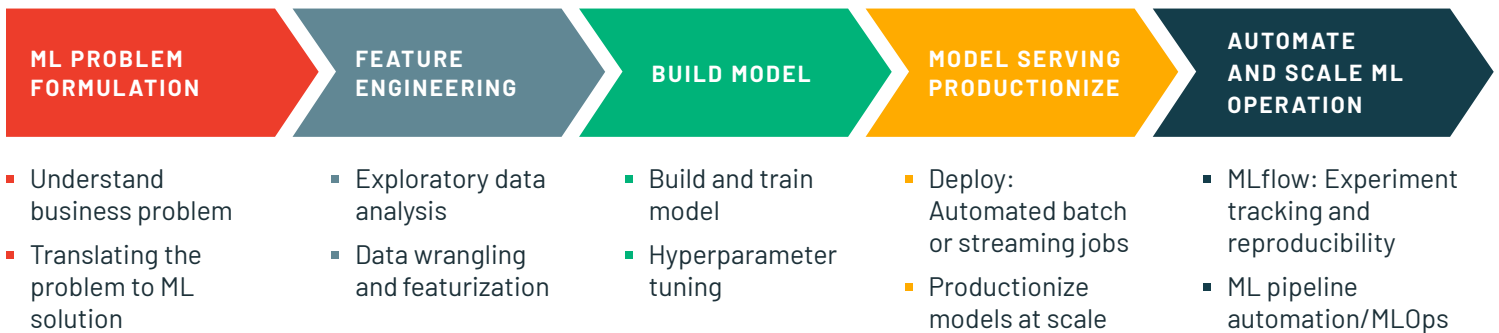 ML PROBLEM
FORMULATION
Understand
business problem
Translating the
problem to ML
solution
FEATURE
ENGINEERING
Exploratory data
analysis
Data wrangling
and featurization
BUILD MODEL
Build and train
model
Hyperparameter
tuning
MODEL SERVING
PRODUCTIONIZE
Deploy:
Automated batch
or streaming jobs
Productionize
models at scale
AUTOMATE
AND SCALE ML
OPERATION
MLflow: Experiment
tracking and
reproducibility
ML pipeline
automation/MLOps